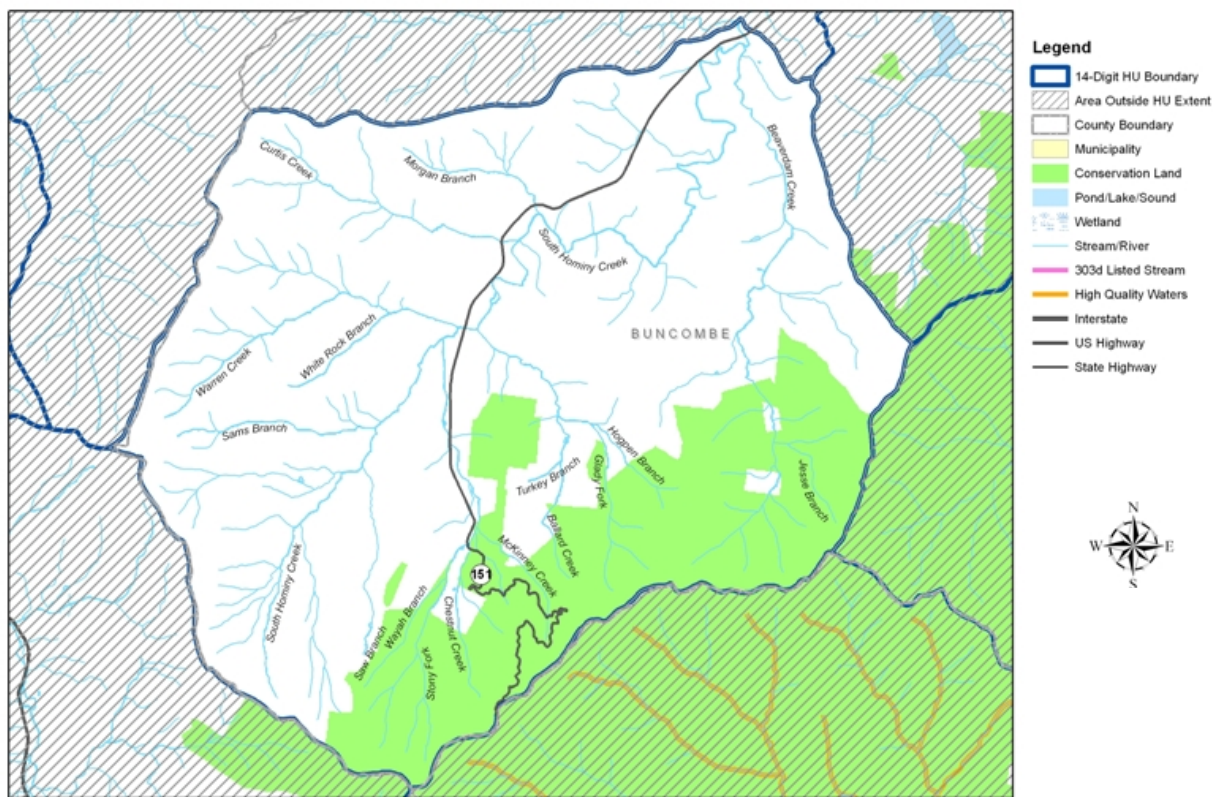 Legend
14-Digit HU Boundary
Area Outside HU Extent
County Boundary
Municipality
Conservation Land
Pond/Lake/Sound
Wetland
Stream/River
303d Listed Stream
High Quality Waters
Interstate
US Highway
State Highway
Curtis Creek
Morgan Branch
Beaverdam Creek
South Hominy Creek
BUNCOMBE
White Rock Branch
Warren Creek
Sams Branch
Hogpen Branch
Glady Fork
Turkey Branch
Jesse Branch
Ballard Creek
McKinney Creek
151
South Hominy Creek
Wayah Branch
Saw Branch
Chestnut Creek
Stony Fork
N
W E
S